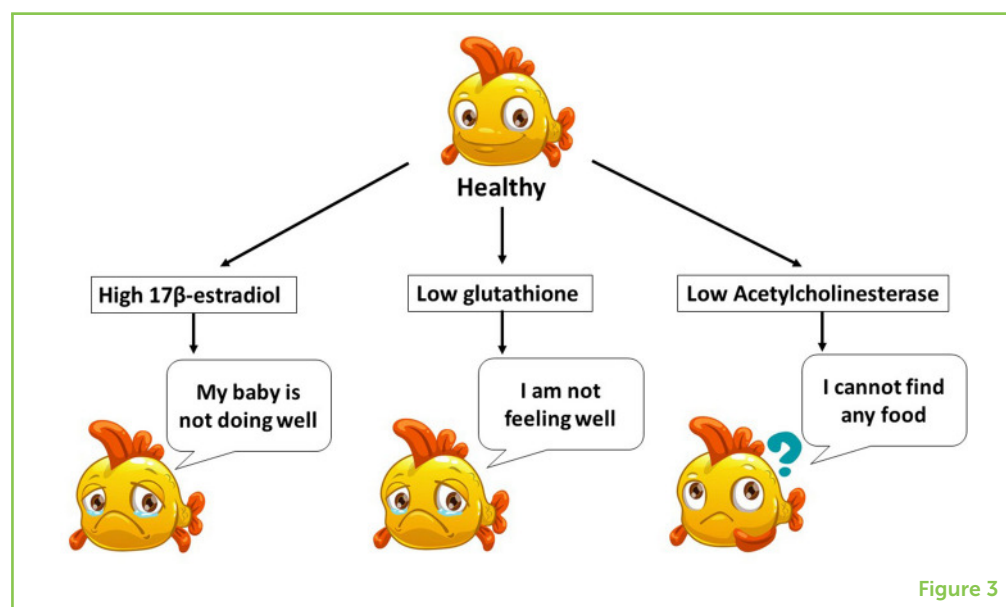 Healthy
High 17β-estradiol
Low glutathione
Low Acetylcholinesterase
My baby is
not doing well
I am not
feeling well
I cannot find
any food
?
Figure 3